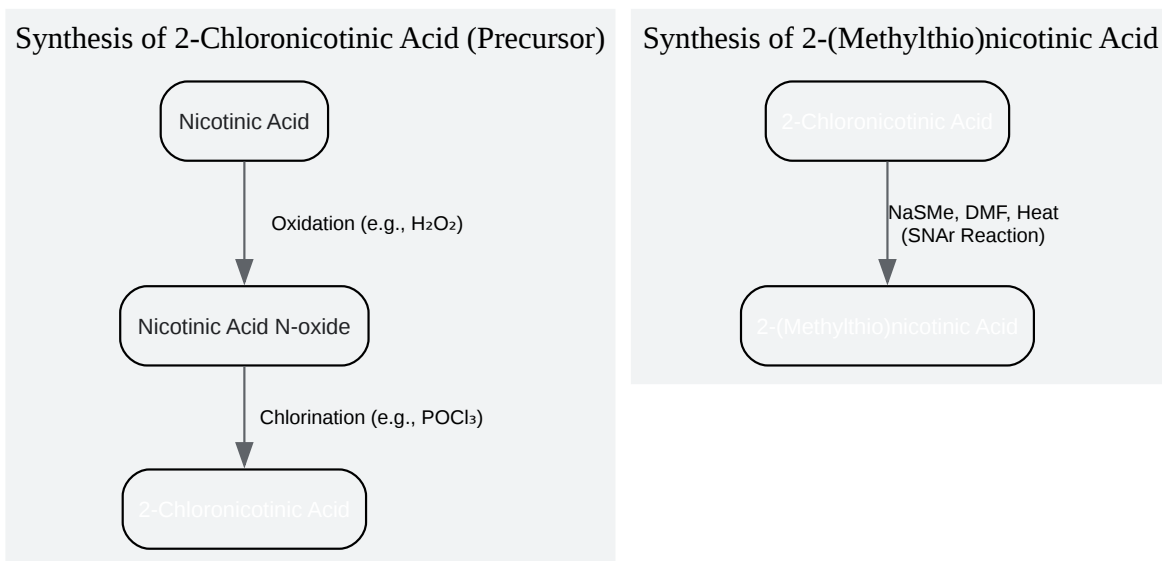 Synthesis of 2-Chloronicotinic Acid (Precursor)
Nicotinic Acid
Oxidation (e.g., H₂O₂)
Nicotinic Acid N-oxide
Chlorination (e.g., POCl₃)
2-Chloronicotinic Acid
Synthesis of 2-(Methylthio)nicotinic Acid
2-Chloronicotinic Acid
NaSMe, DMF, Heat
(SNAr Reaction)
2-(Methylthio)nicotinic Acid